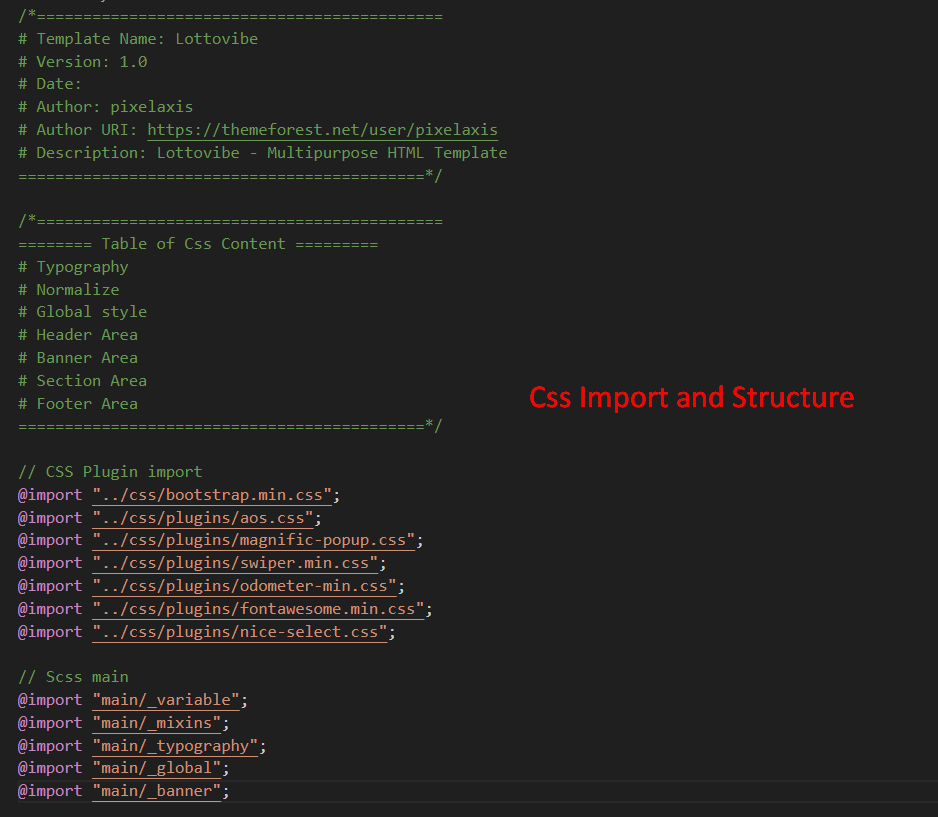 /*============================================
# Template Name: Lottovibe
# Version: 1.0
# Date:
# Author: pixelaxis
# Author URI: https://themeforest.net/user/pixelaxis
# Description: Lottovibe - Multipurpose HTML Template
============================================*/
/*============================================
======== Table of Css Content =========
# Typography
# Normalize
# Global style
# Header Area
# Banner Area
# Section Area
Css Import and Structure
# Footer Area
============================================*/
// CSS Plugin import
@import "../css/bootstrap.min.css";
@import "../css/plugins/aos.css";
@import "../css/plugins/magnific-popup.css";
@import "../css/plugins/swiper.min.css";
@import "../css/plugins/odometer-min.css";
@import "../css/plugins/fontawesome.min.css";
@import "../css/plugins/nice-select.css";
// Scss main
@import "main/_variable";
@import "main/_mixins";
@import "main/_typography";
@import "main/_global";
@import "main/_banner";